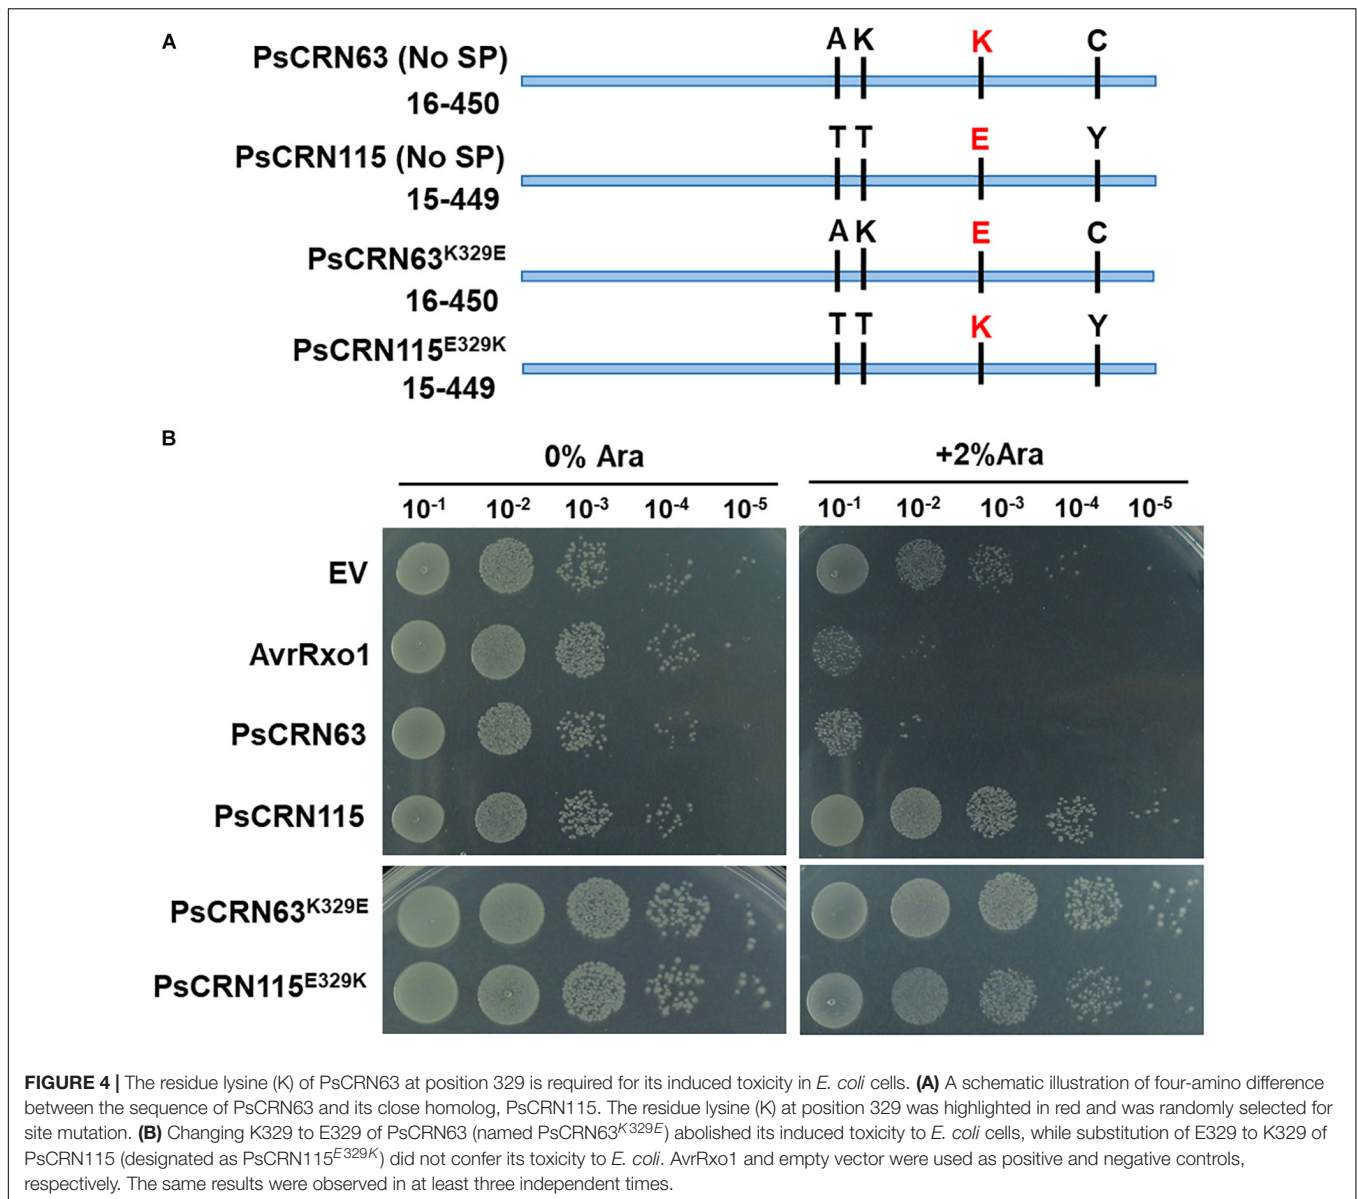 A
PsCRN63 (No SP)
16-450
A K K C
PsCRN115 (No SP)
15-449
T T E Y
PsCRN63K329E
16-450
A K E C
PsCRN115E329K
15-449
T T K Y
B
0% Ara
+2%Ara
10-1 10-2 10-3 10-4 10-5
10-1 10-2 10-3 10-4 10-5
EV
AvrRxo1
PsCRN63
PsCRN115
PsCRN63K329E
PsCRN115E329K
FIGURE 4 | The residue lysine (K) of PsCRN63 at position 329 is required for its induced toxicity in E. coli cells. (A) A schematic illustration of four-amino difference
between the sequence of PsCRN63 and its close homolog, PsCRN115. The residue lysine (K) at position 329 was highlighted in red and was randomly selected for
site mutation. (B) Changing K329 to E329 of PsCRN63 (named PsCRN63K329E) abolished its induced toxicity to E. coli cells, while substitution of E329 to K329 of
PsCRN115 (designated as PsCRN115E329K) did not confer its toxicity to E. coli. AvrRxo1 and empty vector were used as positive and negative controls,
respectively. The same results were observed in at least three independent times.